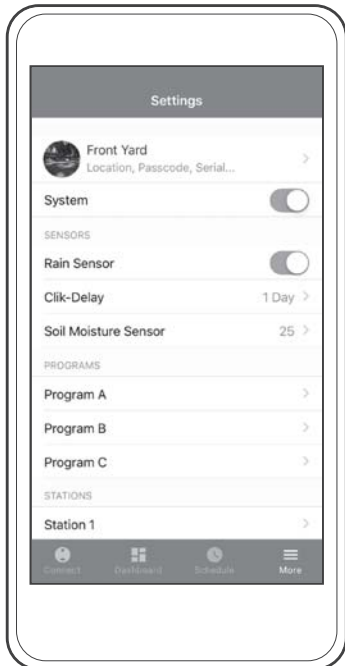 Settings
Front Yard
Location, Passcode, Serial...
System
SENSORS
Rain Sensor
Clik-Delay 1 Day
Soil Moisture Sensor 25
PROGRAMS
Program A
Program B
Program C
STATIONS
Station 1
Connect Dashboard Schedule More